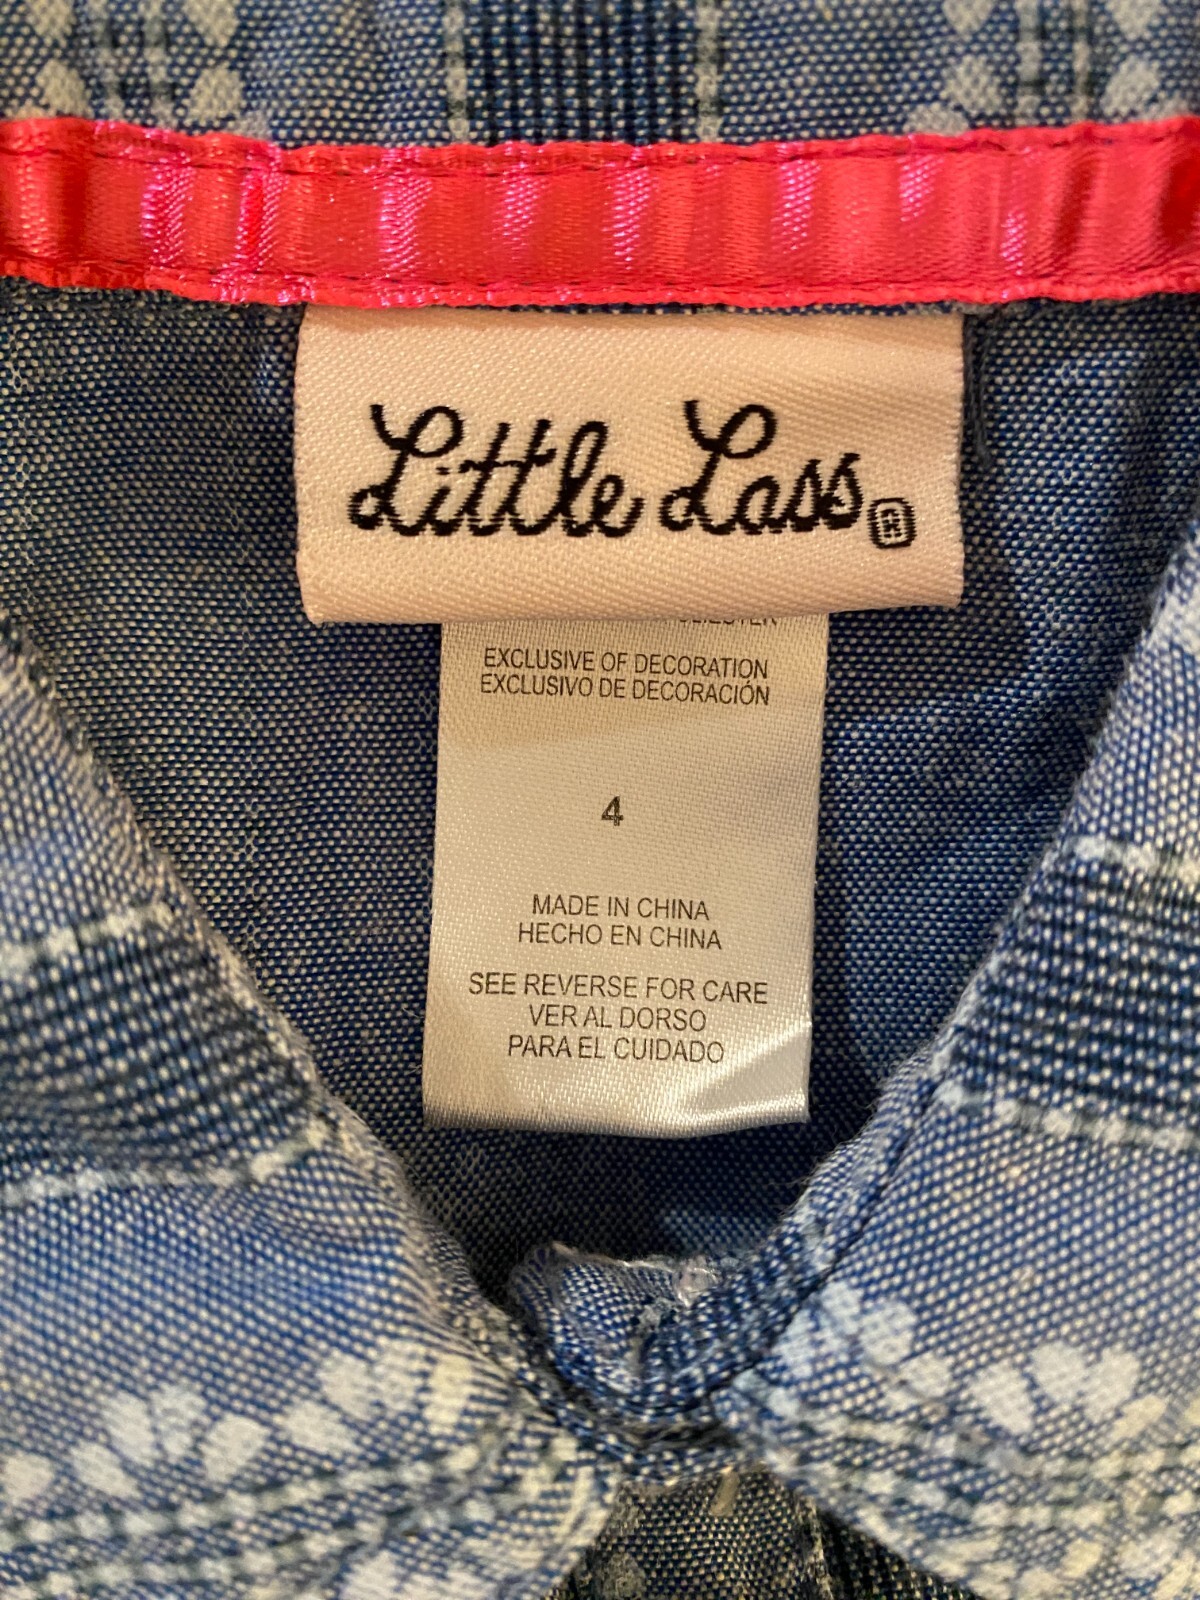 Little Lass®
EXCLUSIVE OF DECORATION
EXCLUSIVO DE DECORACIÓN
4
MADE IN CHINA
HECHO EN CHINA
SEE REVERSE FOR CARE
VER AL DORSO
PARA EL CUIDADO